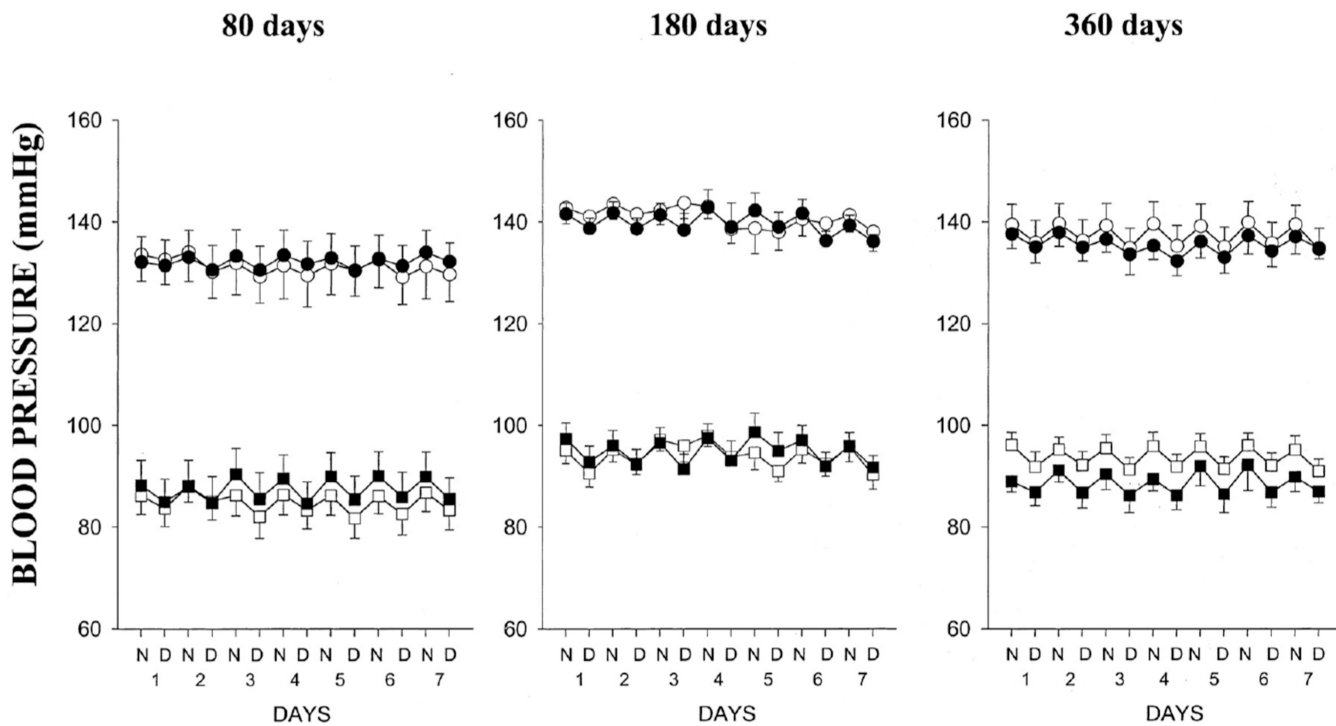 80 days 180 days 360 days
BLOOD PRESSURE (mmHg)
160 160 160
140 140 140
120 120 120
100 100 100
80 80 80
60 60 60
N D N D N D N D N D N D N D N D N D N D N D N D N D N D N D N D N D N D N D N D N D
1 2 3 4 5 6 7 1 2 3 4 5 6 7 1 2 3 4 5 6 7
DAYS DAYS DAYS